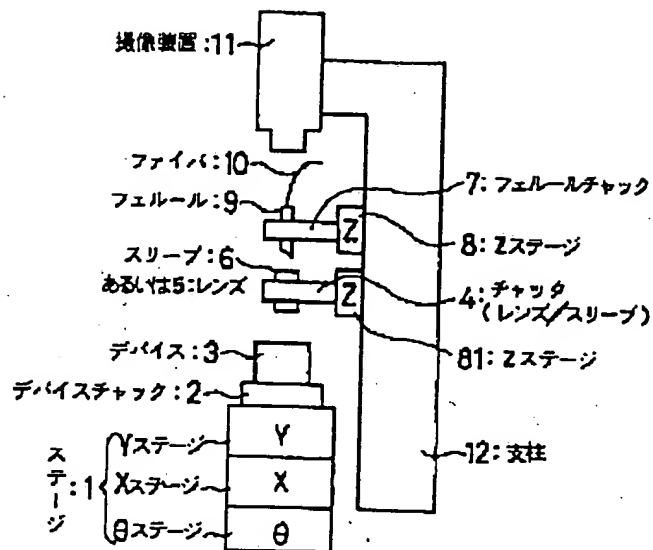 撮像装置:11
ファイバ:10
フェルール:9
7:フェルールチャック
Z
8:Zステージ
スリーブ:6
あるいは5:レンズ
Z
4:チャック
(レンズ/スリーブ)
81:Zステージ
デバイス:3
デバイスチャック:2
ステージ:1
Yステージ
Y
Xステージ
X
θステージ
θ
12:支柱